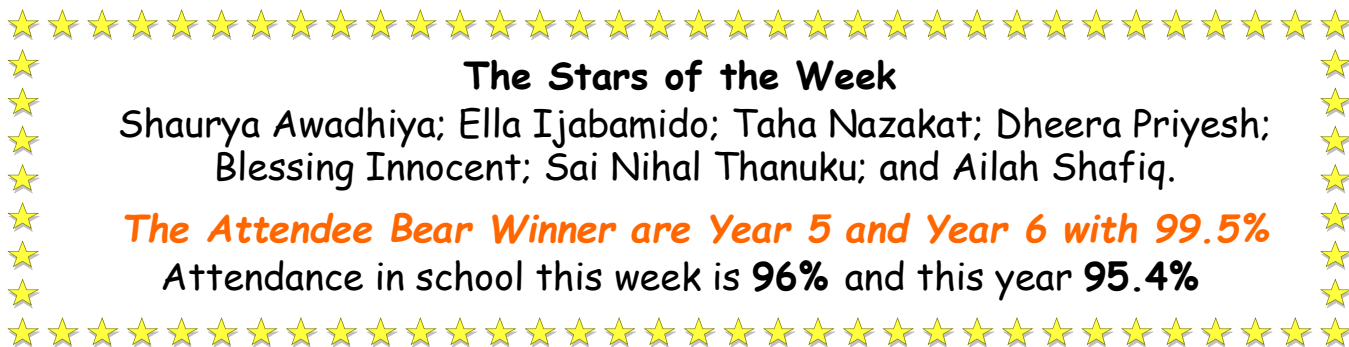 The Stars of the Week
Shaurya Awadhiya; Ella Ijabamido; Taha Nazakat; Dheera Priyesh;
Blessing Innocent; Sai Nihal Thanuku; and Ailah Shafiq.
The Attendee Bear Winner are Year 5 and Year 6 with 99.5%
Attendance in school this week is 96% and this year 95.4%